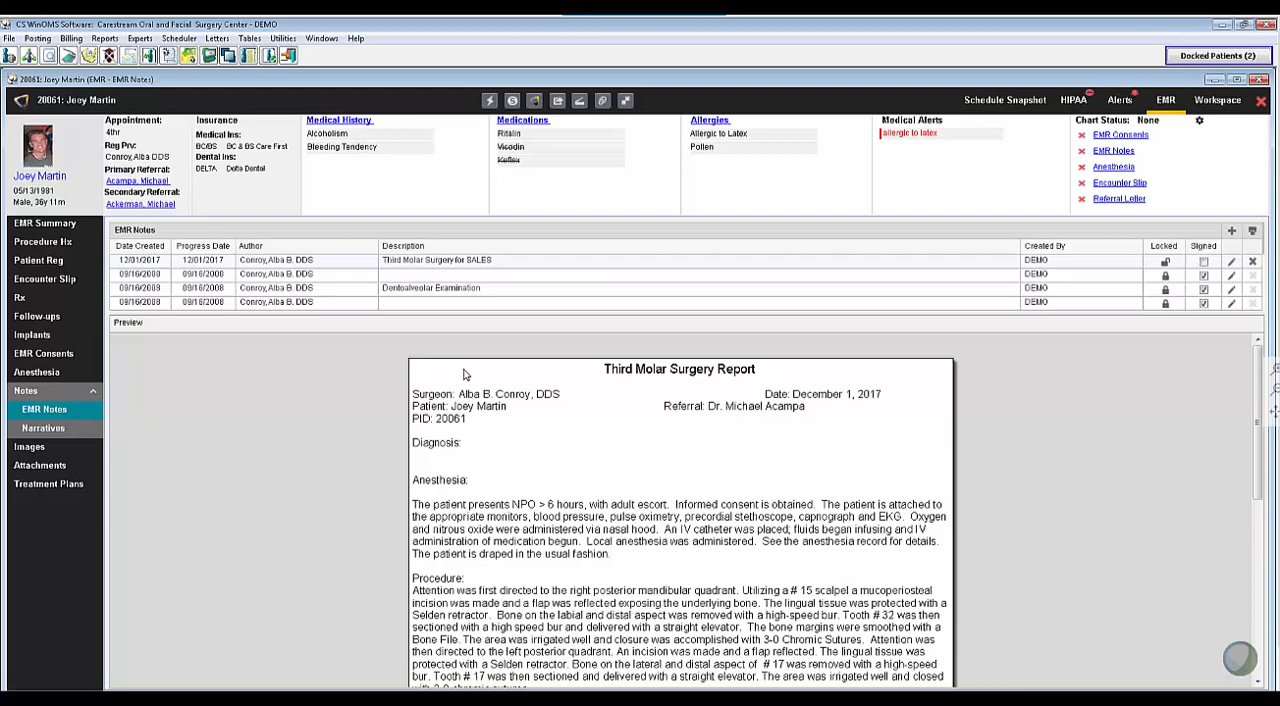 CS WinOMS Software: Carestream Oral and Facial Surgery Center - DEMO
File Posting Billing Reports Experts Scheduler Letters Tables Utilities Windows Help
Docked Patients (2)
20061: Joey Martin (EMR - EMR Notes)
20061: Joey Martin
Schedule Snapshot HIPAA Alerts EMR Workspace
Joey Martin
05/13/1981
Male, 36y 11m
Appointment:
4thr
Reg Prv:
Conroy,Alba DDS
Primary Referral:
Acampa, Michael
Secondary Referral:
Ackerman, Michael
Insurance
Medical Ins:
BC/BS BC & BS Care First
Dental Ins:
DELTA Delta Dental
Medical History
Alcoholism
Bleeding Tendency
Medications
Ritalin
Vicodin
Keflex
Allergies
Allergic to Latex
Pollen
Medical Alerts
allergic to latex
Chart Status: None
EMR Consents
EMR Notes
Anesthesia
Encounter Slip
Referral Letter
EMR Summary
Procedure Hx
Patient Reg
Encounter Slip
Rx
Follow-ups
Implants
EMR Consents
Anesthesia
Notes
EMR Notes
Narratives
Images
Attachments
Treatment Plans
EMR Notes
Date Created Progress Date Author Description Created By Locked Signed
12/01/2017 12/01/2017 Conroy,Alba B. DDS Third Molar Surgery for SALES DEMO
09/16/2008 09/16/2008 Conroy,Alba B. DDS DEMO
09/16/2008 09/16/2008 Conroy,Alba B. DDS Dentoalveolar Examination DEMO
09/16/2008 09/16/2008 Conroy,Alba B. DDS DEMO
Preview
Third Molar Surgery Report
Surgeon: Alba B. Conroy, DDS Date: December 1, 2017
Patient: Joey Martin Referral: Dr. Michael Acampa
PID: 20061
Diagnosis:
Anesthesia:
The patient presents NPO > 6 hours, with adult escort. Informed consent is obtained. The patient is attached to
the appropriate monitors, blood pressure, pulse oximetry, precordial stethoscope, capnograph and EKG. Oxygen
and nitrous oxide were administered via nasal hood. An IV catheter was placed; fluids began infusing and IV
administration of medication begun. Local anesthesia was administered. See the anesthesia record for details.
The patient is draped in the usual fashion.
Procedure:
Attention was first directed to the right posterior mandibular quadrant. Utilizing a # 15 scalpel a mucoperiosteal
incision was made and a flap was reflected exposing the underlying bone. The lingual tissue was protected with a
Selden retractor. Bone on the labial and distal aspect was removed with a high-speed bur. Tooth # 32 was then
sectioned with a high speed bur and delivered with a straight elevator. The bone margins were smoothed with a
Bone File. The area was irrigated well and closure was accomplished with 3-0 Chromic Sutures. Attention was
then directed to the left posterior quadrant. An incision was made and a flap reflected. The lingual tissue was
protected with a Selden retractor. Bone on the lateral and distal aspect of # 17 was removed with a high-speed
bur. Tooth # 17 was then sectioned and delivered with a straight elevator. The area was irrigated well and closed